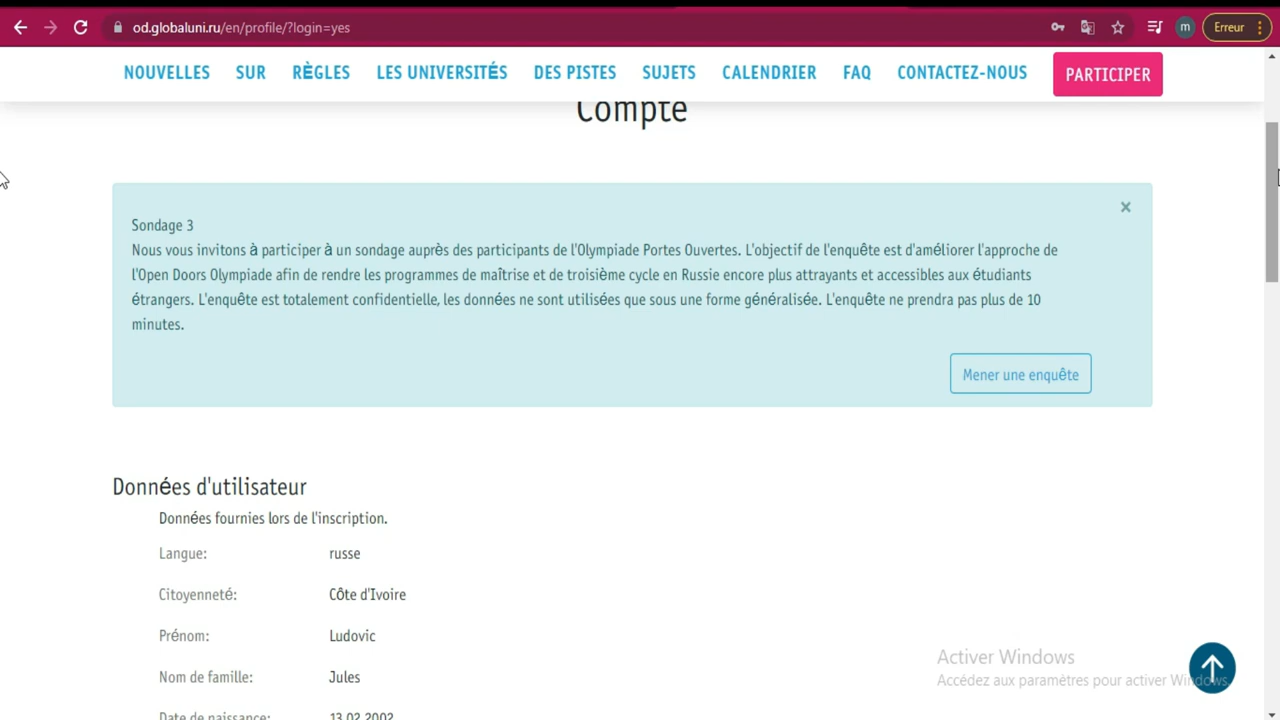 od.globaluni.ru/en/profile/?login=yes
m
Erreur
NOUVELLES SUR RÈGLES LES UNIVERSITÉS DES PISTES SUJETS CALENDRIER FAQ CONTACTEZ-NOUS PARTICIPER
Compte
×
Sondage 3
Nous vous invitons à participer à un sondage auprès des participants de l'Olympiade Portes Ouvertes. L'objectif de l'enquête est d'améliorer l'approche de
l'Open Doors Olympiade afin de rendre les programmes de maîtrise et de troisième cycle en Russie encore plus attrayants et accessibles aux étudiants
étrangers. L'enquête est totalement confidentielle, les données ne sont utilisées que sous une forme généralisée. L'enquête ne prendra pas plus de 10
minutes.
Mener une enquête
Données d'utilisateur
Données fournies lors de l'inscription.
Langue: russe
Citoyenneté: Côte d'Ivoire
Prénom: Ludovic
Nom de famille: Jules
Date de naissance: 13.02.2002
Activer Windows
Accédez aux paramètres pour activer Windows.